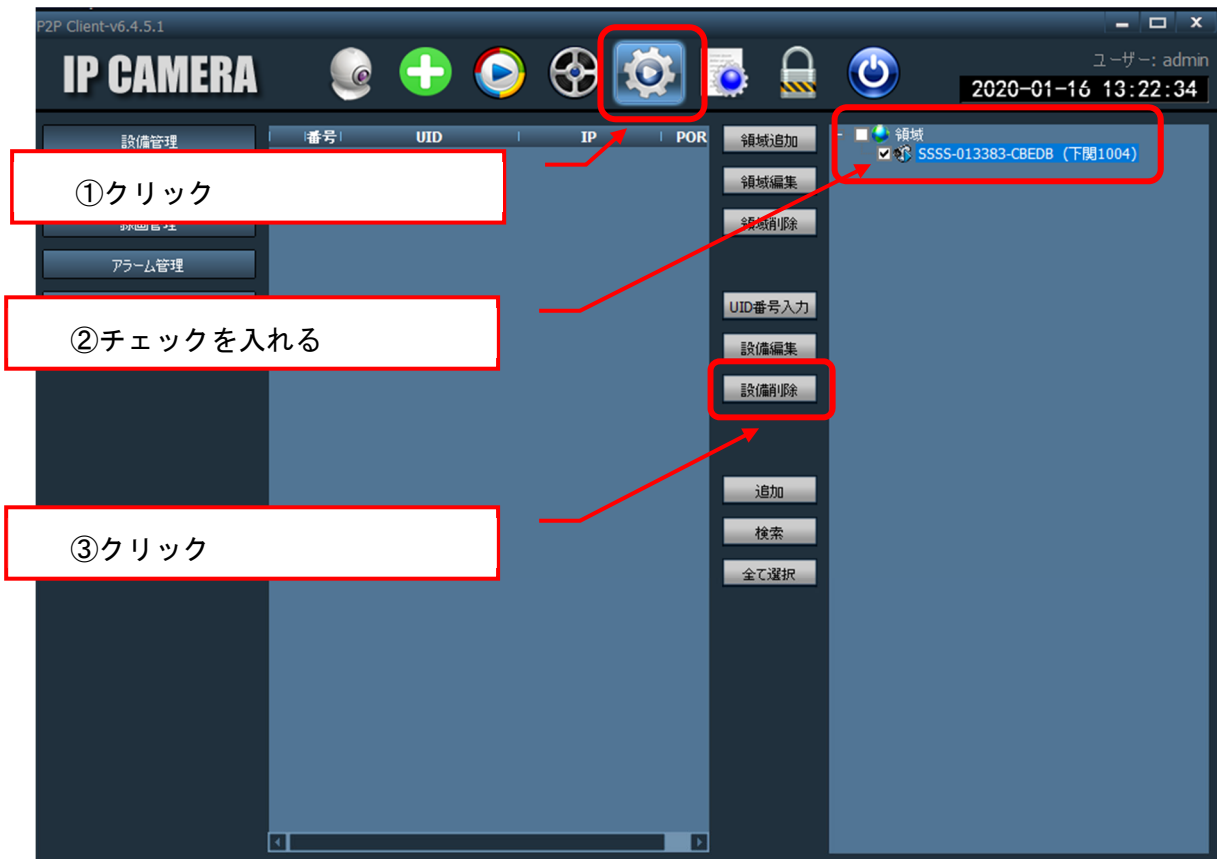 P2P Client-v6.4.5.1
IP CAMERA
ユーザー: admin
2020-01-16 13:22:34
設備管理
番号 UID IP POR
領域追加
領域
SSSS-013383-CBEDB (下関1004)
①クリック
領域編集
録画管理
領域削除
アラーム管理
②チェックを入れる
UID番号入力
設備編集
設備削除
追加
③クリック
検索
全て選択